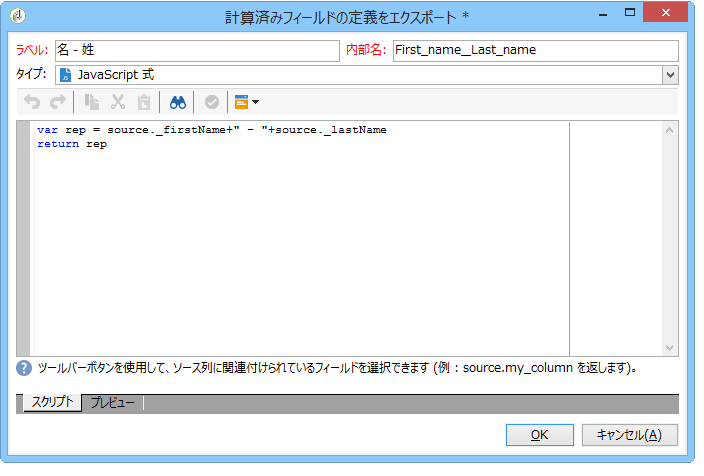 計算済みフィールドの定義をエクスポート *
ラベル: 名 - 姓 内部名: First_name__Last_name
タイプ: JavaScript 式
var rep = source._firstName+" - "+source._lastName
return rep
ツールバーボタンを使用して、ソース列に関連付けられているフィールドを選択できます (例 : source.my_column を返します)。
スクリプト プレビュー
OK キャンセル(A)